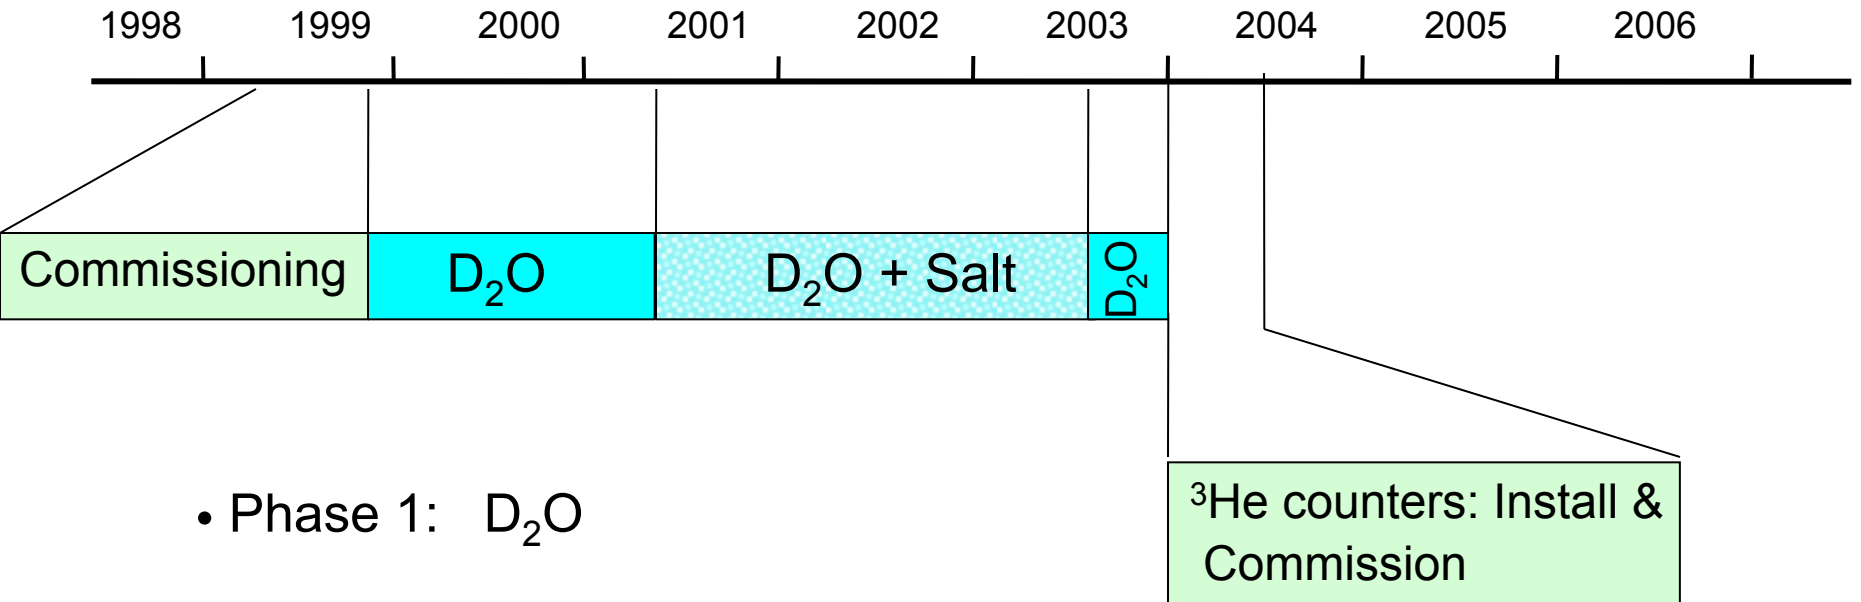 1998 1999 2000 2001 2002 2003 2004 2005 2006
Commissioning D₂O D₂O + Salt D₂O
• Phase 1: D₂O
³He counters: Install &
Commission